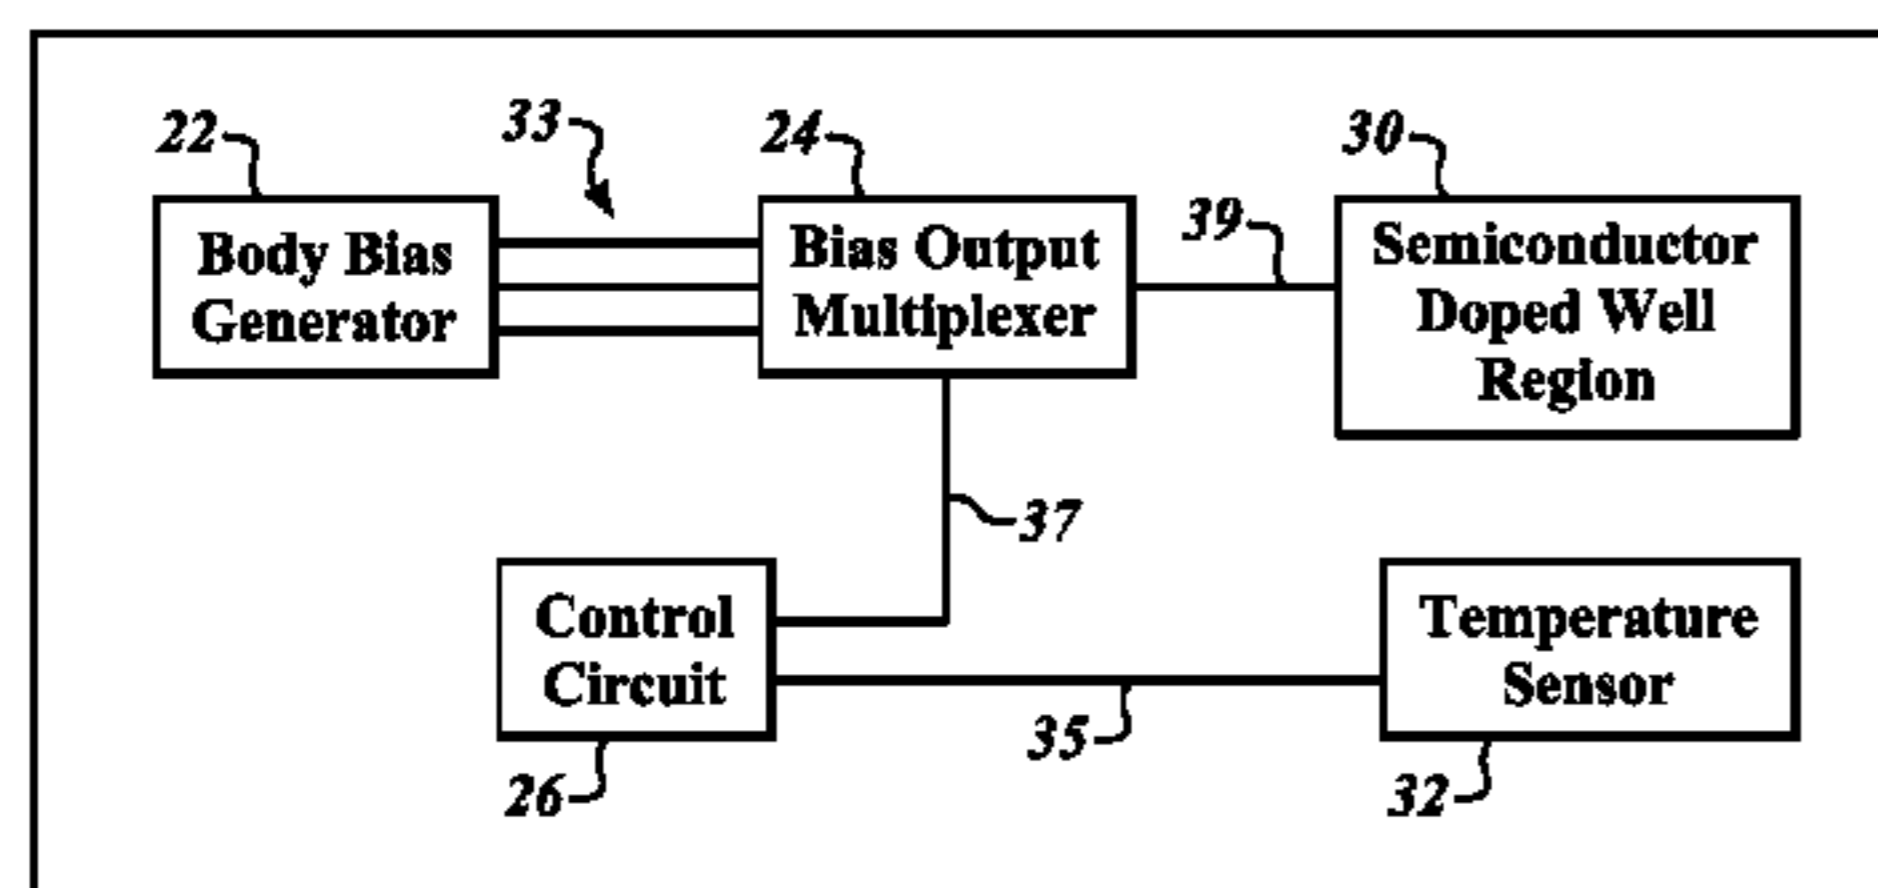 22
33
24
30
39
Body Bias
Generator
Bias Output
Multiplexer
Semiconductor
Doped Well
Region
37
Control
Circuit
Temperature
Sensor
35
26
32